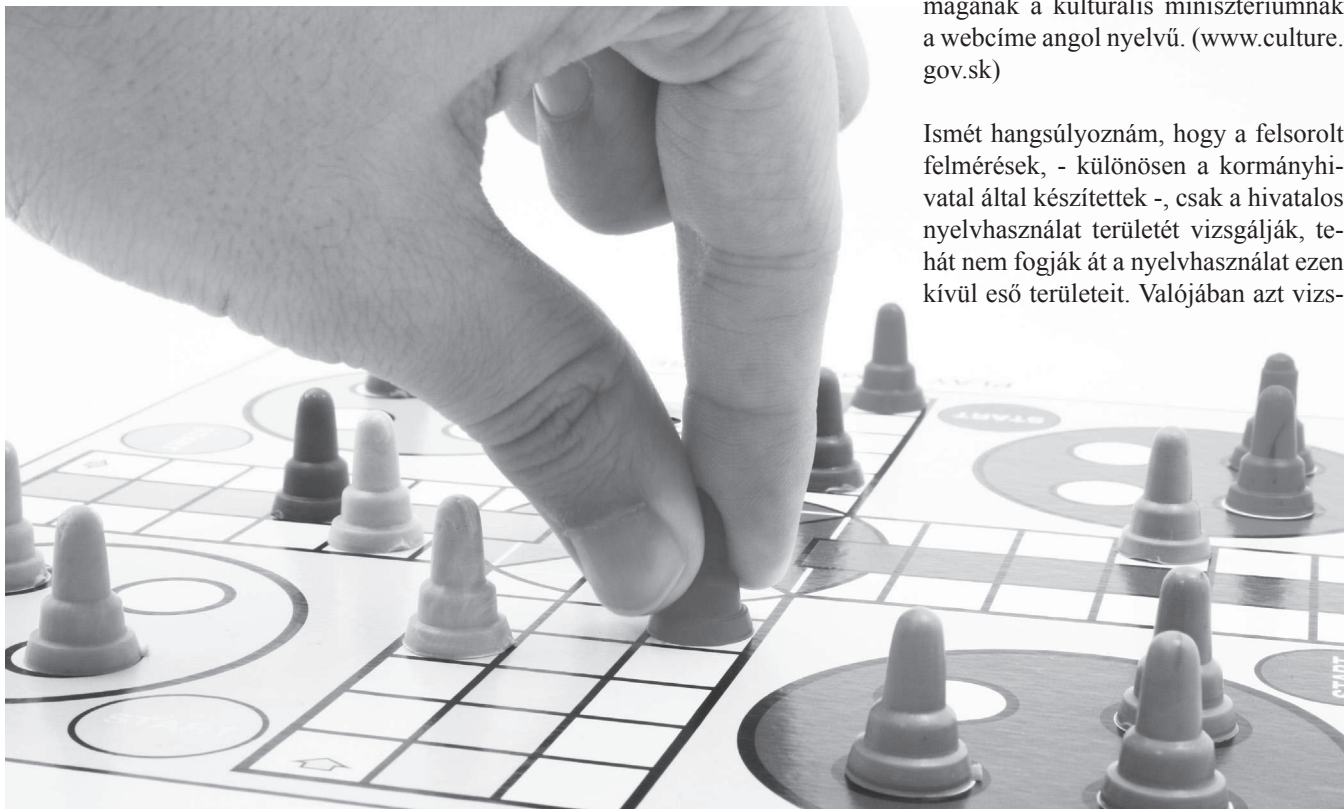 magának a kulturális minisztériumnak
a webcíme angol nyelvű. (www.culture.
gov.sk)
Ismét hangsúlyoznám, hogy a felsorolt
felmérések, - különösen a kormányhi-
vatal által készítettek -, csak a hivatalos
nyelvhasználat területét vizsgálják, te-
hát nem fogják át a nyelvhasználat ezen
kívül eső területeit. Valójában azt vizs-
START
START
START